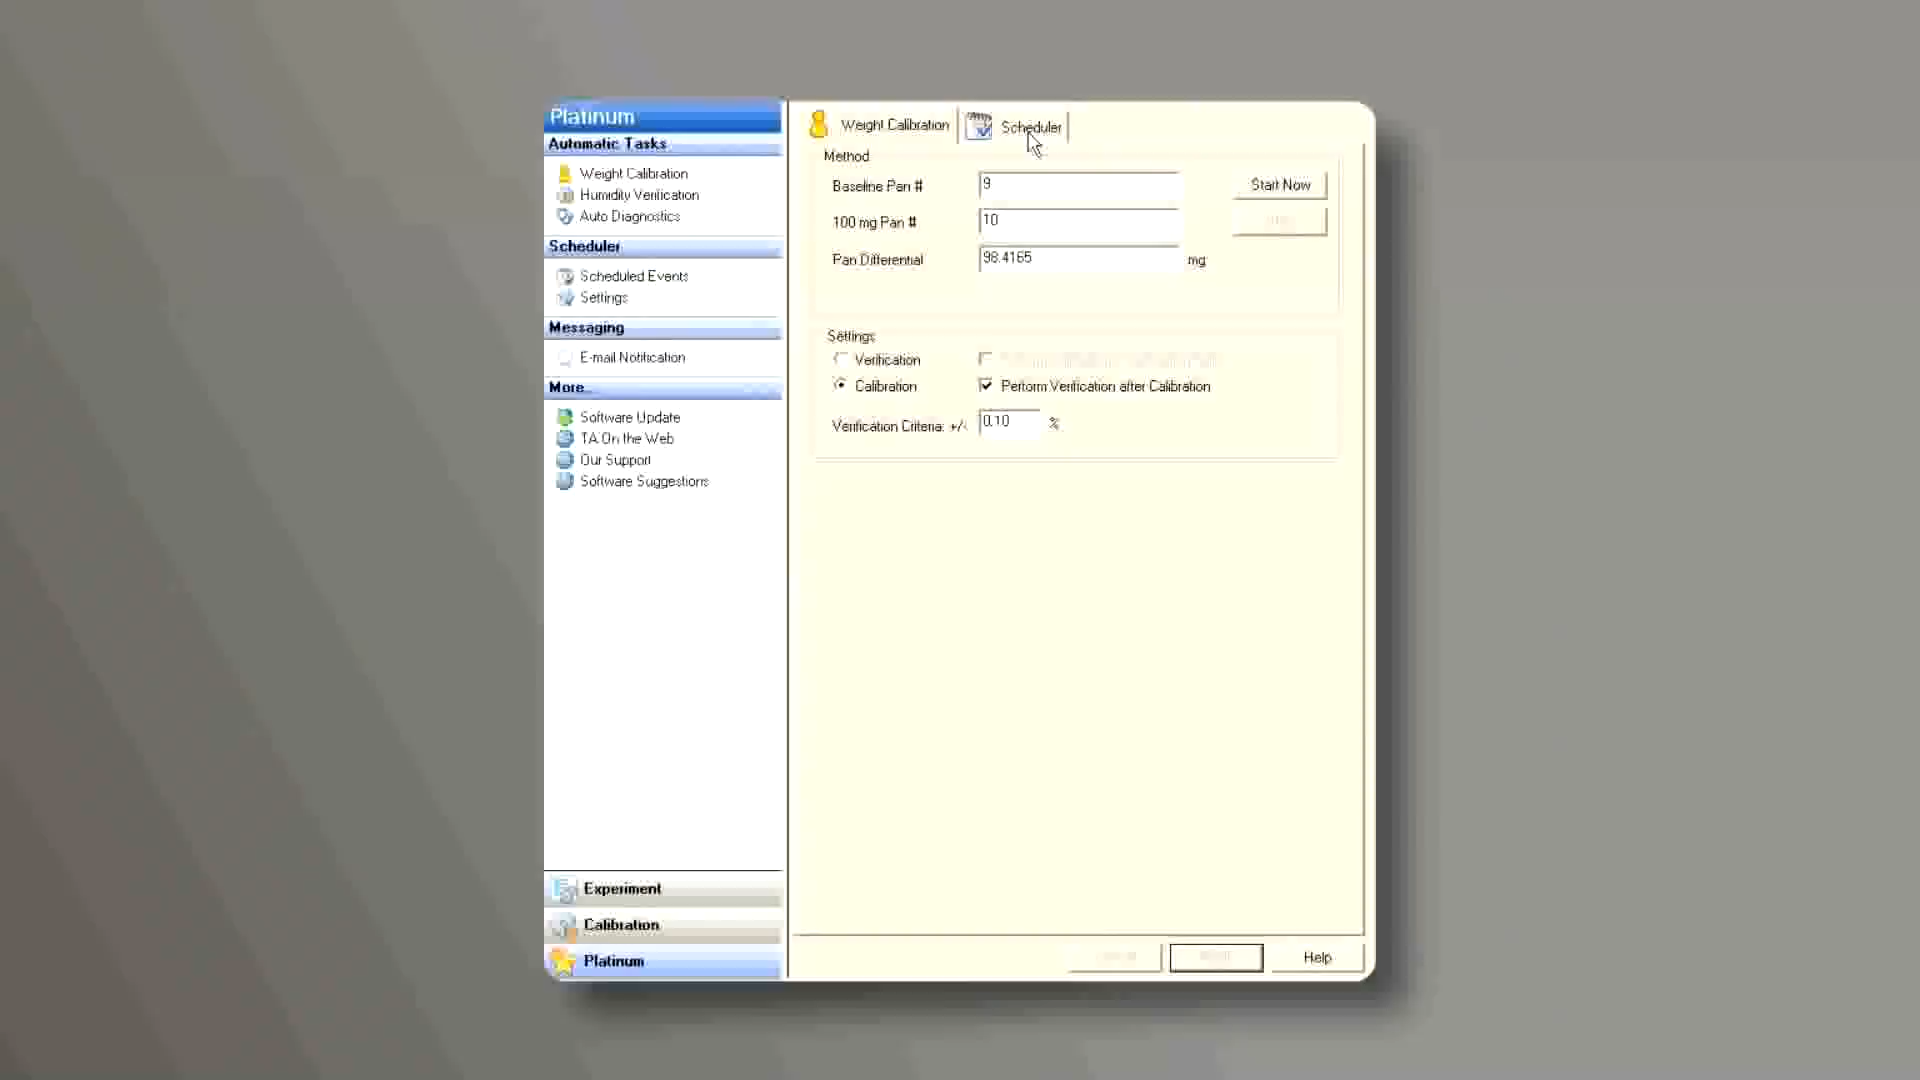 Platinum
Automatic Tasks
Weight Calibration
Humidity Verification
Auto Diagnostics
Scheduler
Scheduled Events
Settings
Messaging
E-mail Notification
More...
Software Update
TA On the Web
Our Support
Software Suggestions
Experiment
Calibration
Platinum
Weight Calibration
Scheduler
Method
Baseline Pan # 9
Start Now
100 mg Pan # 10
Pan Differential 98.4165 mg
Settings
Verification
Calibration Perform Verification after Calibration
Verification Criteria: +/- 0.10 %
Help